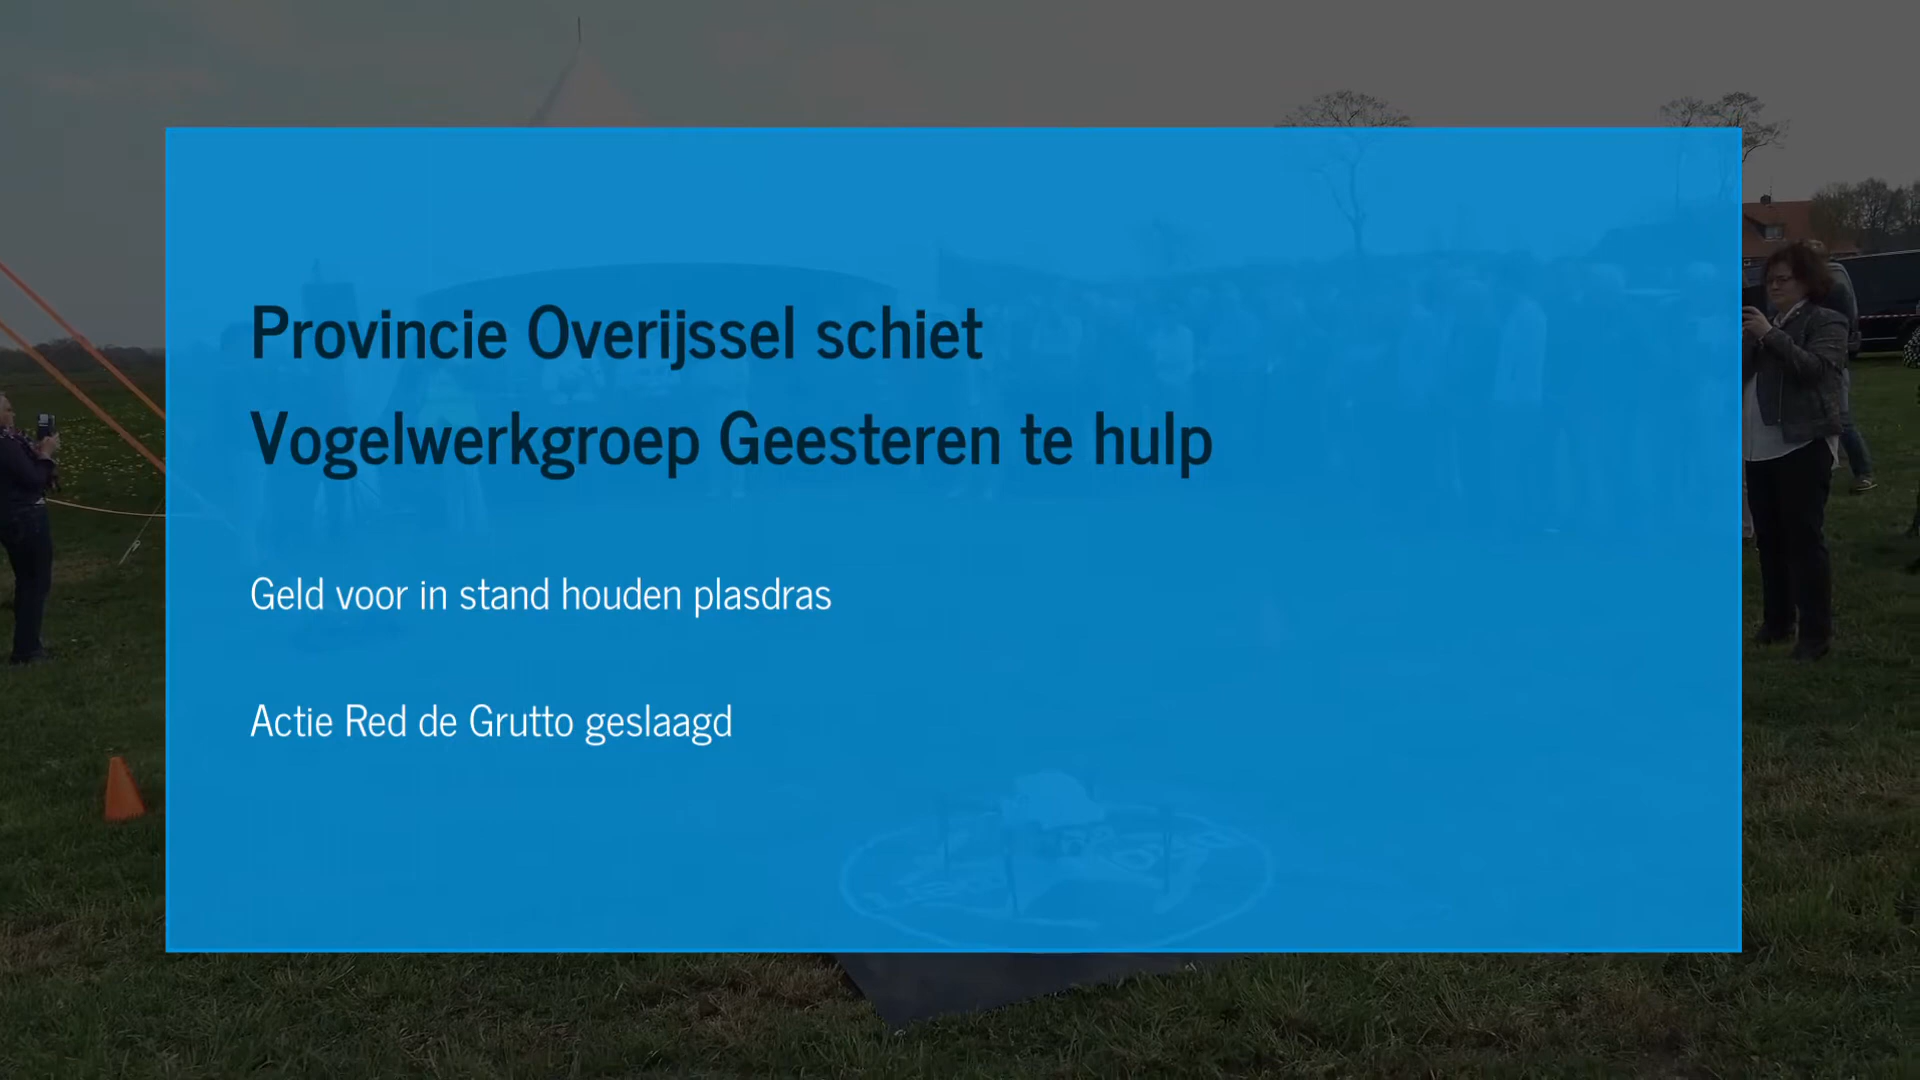 Provincie Overijssel schiet
Vogelwerkgroep Geesteren te hulp
Geld voor in stand houden plasdras
Actie Red de Grutto geslaagd